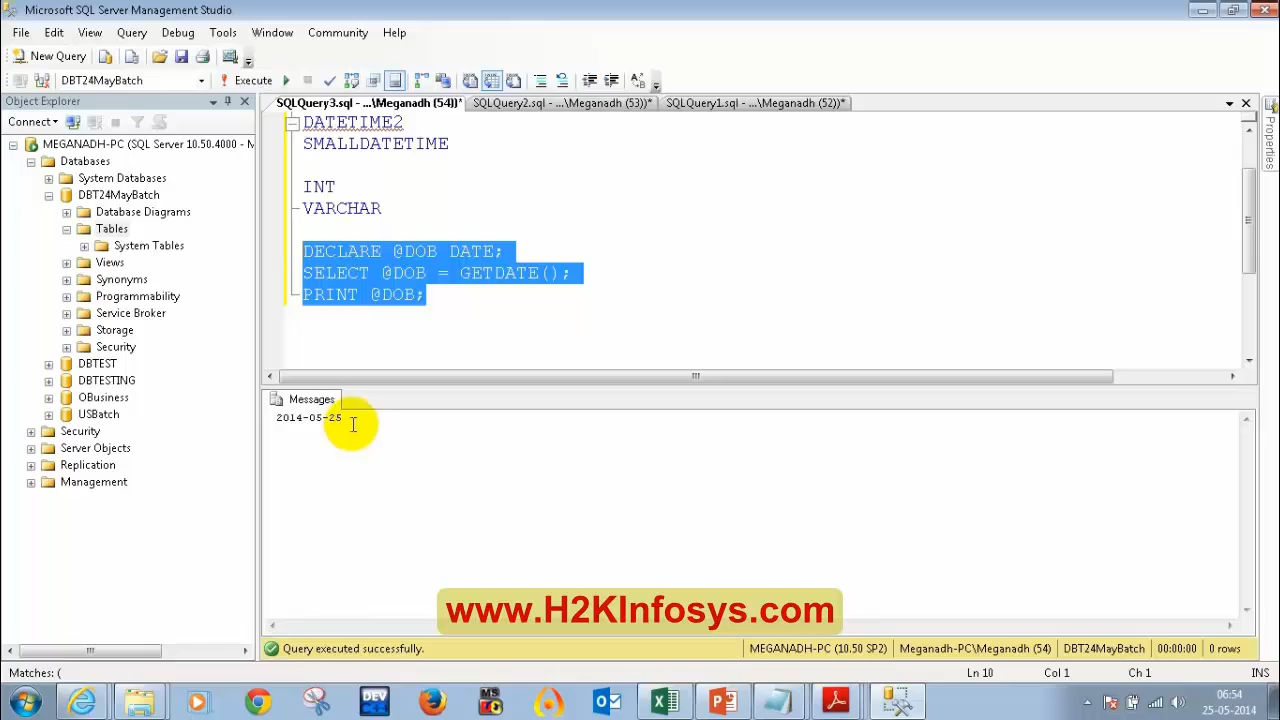 Microsoft SQL Server Management Studio
File Edit View Query Debug Tools Window Community Help
New Query
DBT24MayBatch
! Execute
Object Explorer
Connect
MEGANADH-PC (SQL Server 10.50.4000 - M
Databases
System Databases
DBT24MayBatch
Database Diagrams
Tables
System Tables
Views
Synonyms
Programmability
Service Broker
Storage
Security
DBTEST
DBTESTING
OBusiness
USBatch
Security
Server Objects
Replication
Management
SQLQuery3.sql - ...\Meganadh (54))* SQLQuery2.sql - ...\Meganadh (53))* SQLQuery1.sql - ...\Meganadh (52))*
DATETIME2
SMALLDATETIME
INT
VARCHAR
DECLARE @DOB DATE;
SELECT @DOB = GETDATE();
PRINT @DOB;
Properties
Messages
2014-05-25
www.H2KInfosys.com
Query executed successfully. MEGANADH-PC (10.50 SP2) Meganadh-PC\Meganadh (54) DBT24MayBatch 00:00:00 0 rows
Matches: ( Ln 10 Col 1 Ch 1 INS
DEV
MS
06:54
25-05-2014